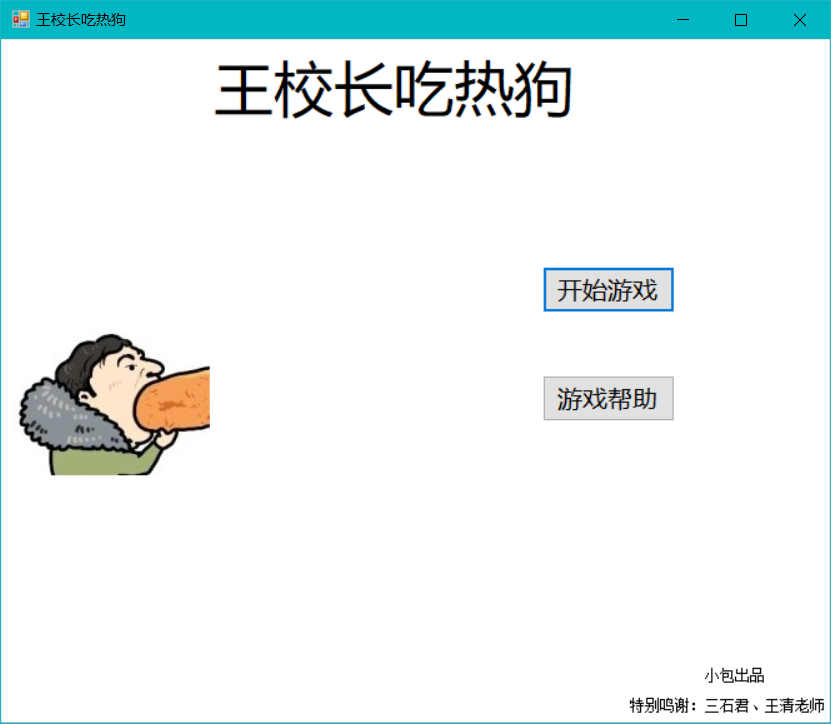 王校长吃热狗
王校长吃热狗
开始游戏
游戏帮助
小包出品
特别鸣谢：三石君、王清老师